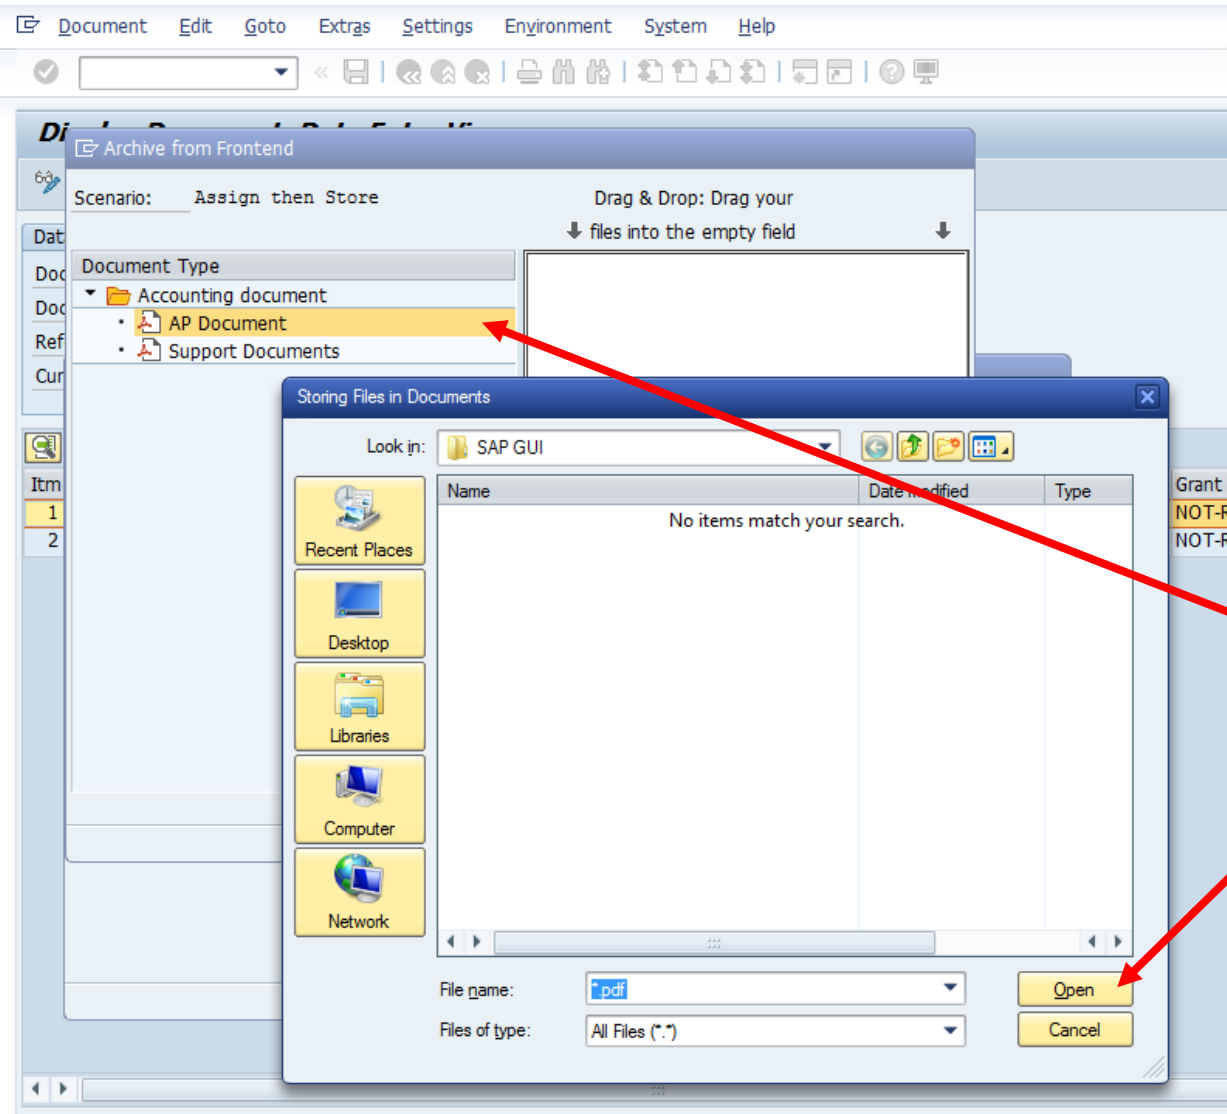 Document Edit Goto Extras Settings Environment System Help
Archive from Frontend
Scenario: Assign then Store
Drag & Drop: Drag your
files into the empty field
Document Type
Accounting document
AP Document
Support Documents
Dat
Doc
Doc
Ref
Cur
Itm
1
2
Grant
NOT-R
NOT-R
Storing Files in Documents
Look in: SAP GUI
Name Date modified Type
No items match your search.
Recent Places
Desktop
Libraries
Computer
Network
File name: *.pdf Open
Files of type: All Files (*.*) Cancel